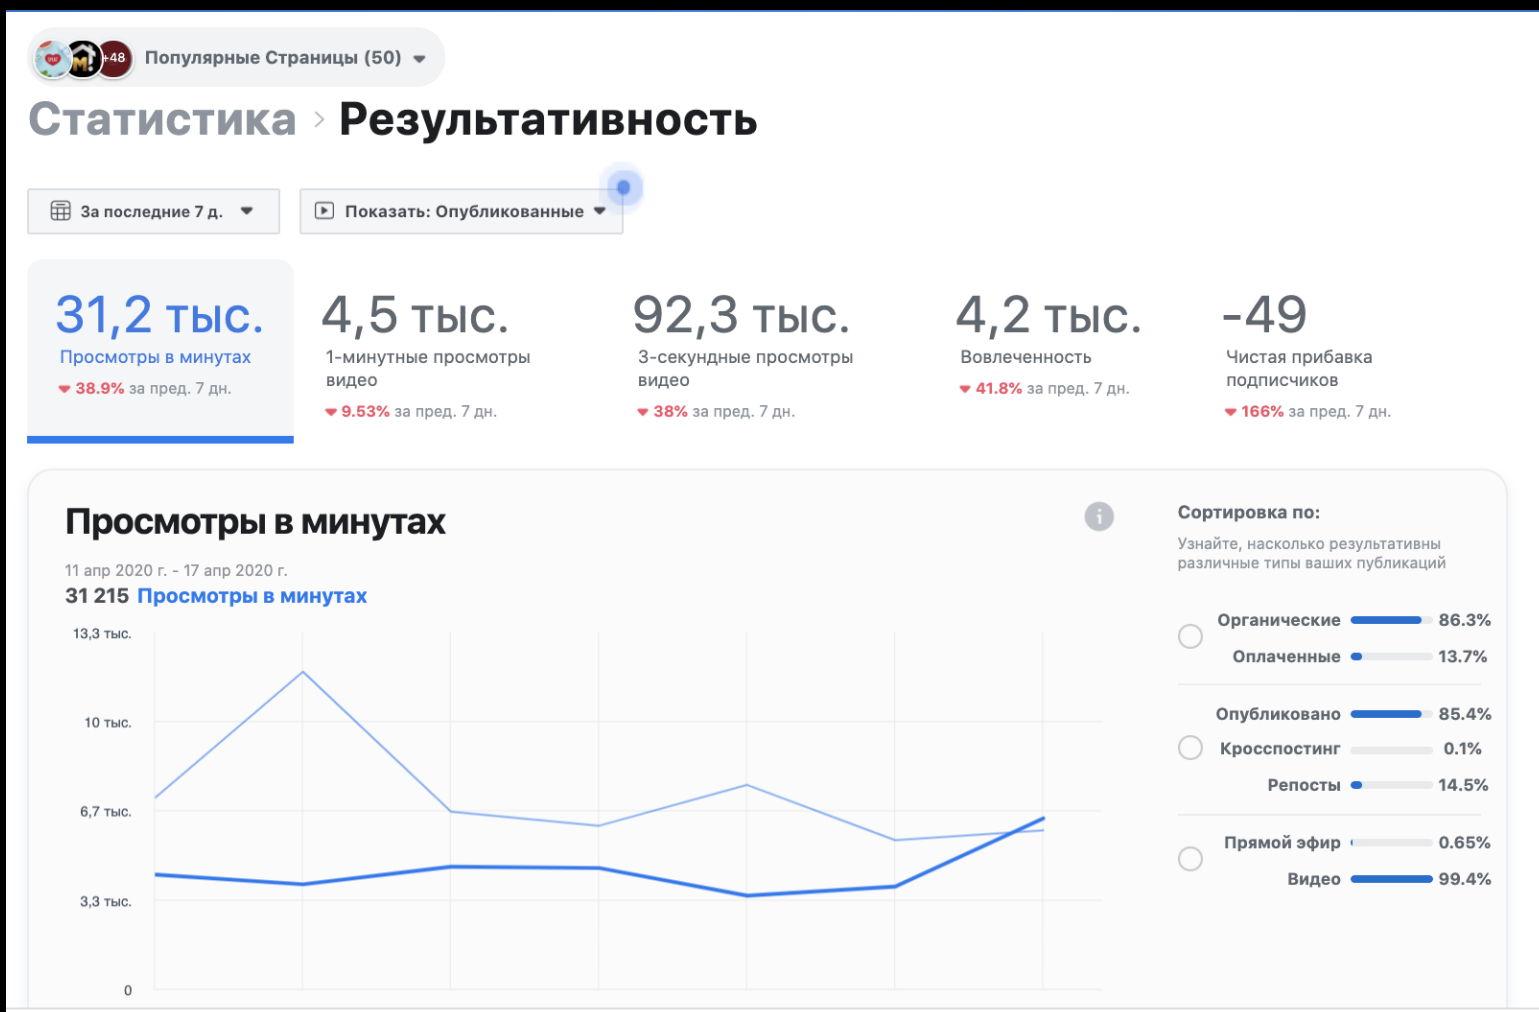 +48 Популярные Страницы (50)
Статистика > Результативность
За последние 7 д.
Показать: Опубликованные
31,2 тыс.
Просмотры в минутах
38.9% за пред. 7 дн.
4,5 тыс.
1-минутные просмотры
видео
9.53% за пред. 7 дн.
92,3 тыс.
3-секундные просмотры
видео
38% за пред. 7 дн.
4,2 тыс.
Вовлеченность
41.8% за пред. 7 дн.
-49
Чистая прибавка
подписчиков
166% за пред. 7 дн.
Просмотры в минутах
11 апр 2020 г. - 17 апр 2020 г.
31 215 Просмотры в минутах
13,3 тыс.
10 тыс.
6,7 тыс.
3,3 тыс.
0
Сортировка по:
Узнайте, насколько результативны
различные типы ваших публикаций
Органические 86.3%
Оплаченные 13.7%
Опубликовано 85.4%
Кросспостинг 0.1%
Репосты 14.5%
Прямой эфир 0.65%
Видео 99.4%